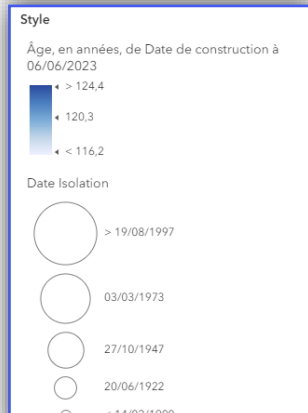 Style
Âge, en années, de Date de construction à
06/06/2023
> 124,4
120,3
< 116,2
Date Isolation
> 19/08/1997
03/03/1973
27/10/1947
20/06/1922